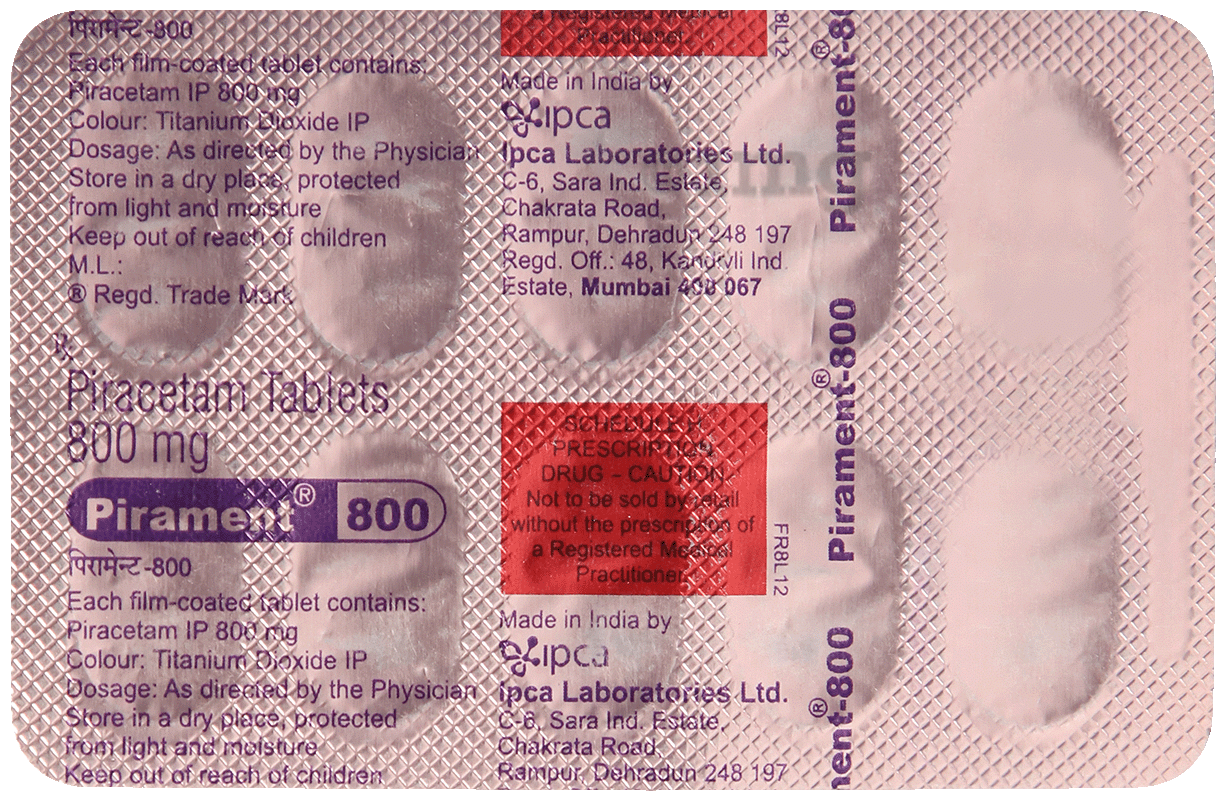 पिरामेन्ट-800
Each film-coated tablet contains:
Piracetam IP 800 mg
Colour: Titanium Dioxide IP
Dosage: As directed by the Physician
Store in a dry place, protected
from light and moisture
Keep out of reach of children
M.L.:
® Regd. Trade Mark
Rx
Piracetam Tablets
800 mg
Pirament® 800
पिरामेन्ट-800
Each film-coated tablet contains:
Piracetam IP 800 mg
Colour: Titanium Dioxide IP
Dosage: As directed by the Physician
Store in a dry place, protected
from light and moisture
Keep out of reach of children
a Registered Medical
Practitioner
Made in India by
ipca
Ipca Laboratories Ltd.
C-6, Sara Ind. Estate,
Chakrata Road,
Rampur, Dehradun 248 197
Regd. Off.: 48, Kandivli Ind.
Estate, Mumbai 400 067
SCHEDULE H
PRESCRIPTION
DRUG - CAUTION
Not to be sold by retail
without the prescription of
a Registered Medical
Practitioner.
Made in India by
ipca
Ipca Laboratories Ltd.
C-6, Sara Ind. Estate,
Chakrata Road,
Rampur, Dehradun 248 197
8L12
FR8L12
Pirament®-8
Pirament®-800
ment®-800